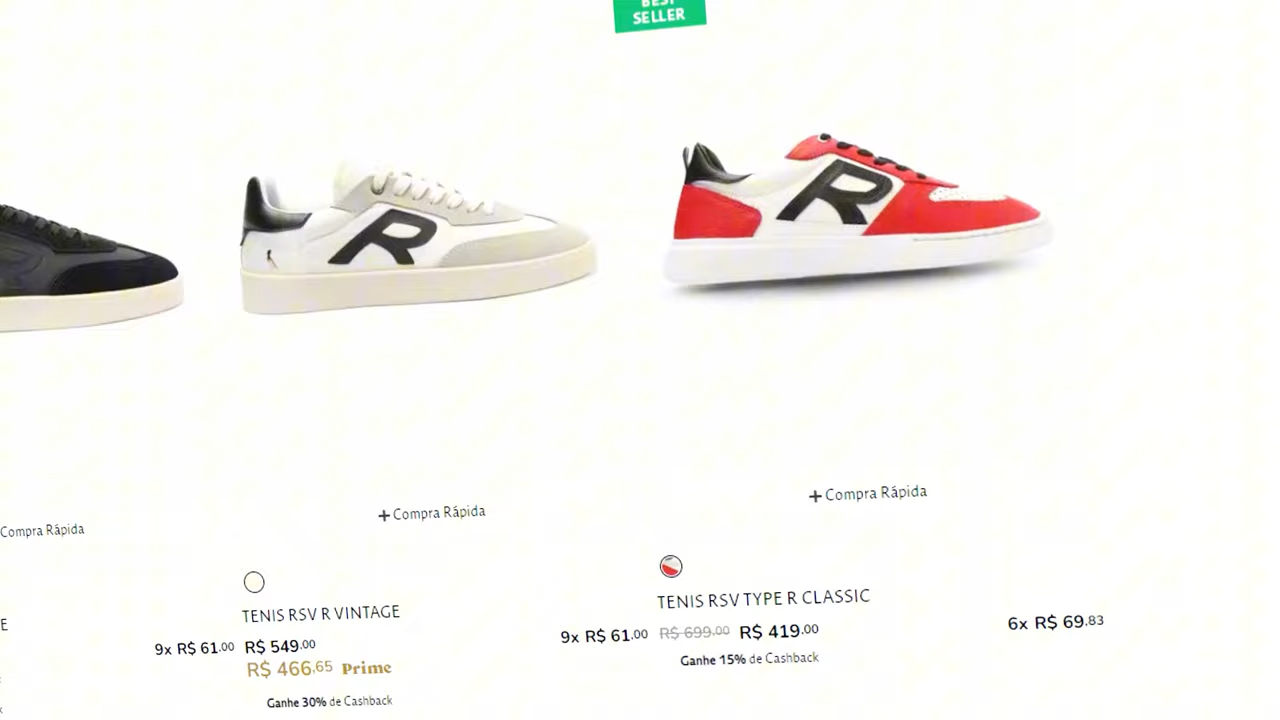 BEST
SELLER
R
R
Compra Rápida
+ Compra Rápida
+ Compra Rápida
E
TENIS RSV R VINTAGE
TENIS RSV TYPE R CLASSIC
9x R$ 61.00
R$ 549.00
R$ 466,65 Prime
Ganhe 30% de Cashback
9x R$ 61.00
R$ 699.00 R$ 419.00
6x R$ 69.83
Ganhe 15% de Cashback